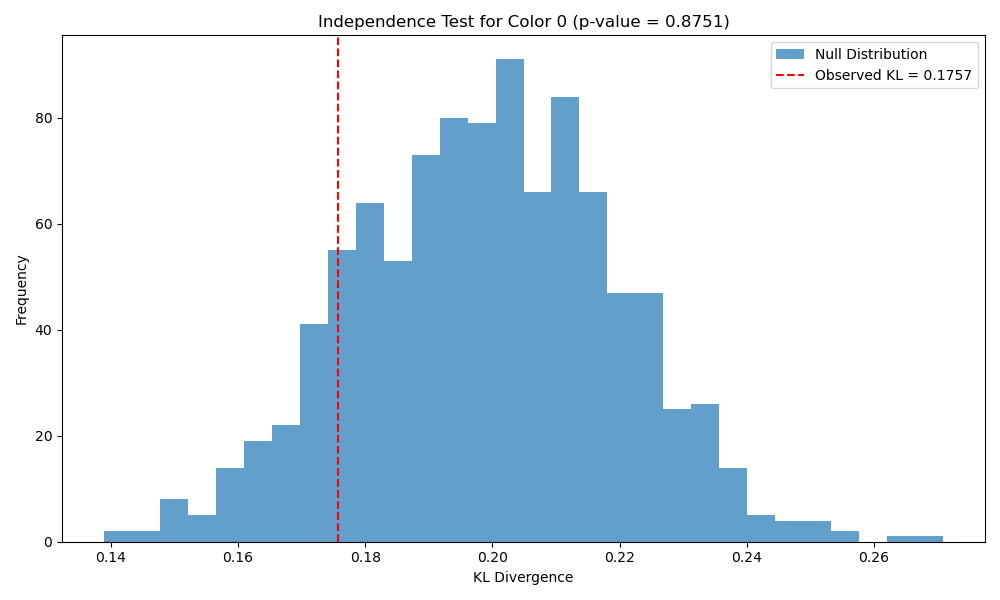 Independence Test for Color 0 (p-value = 0.8751)
Null Distribution
Observed KL = 0.1757
Frequency
80
60
40
20
0
0.14 0.16 0.18 0.20 0.22 0.24 0.26
KL Divergence